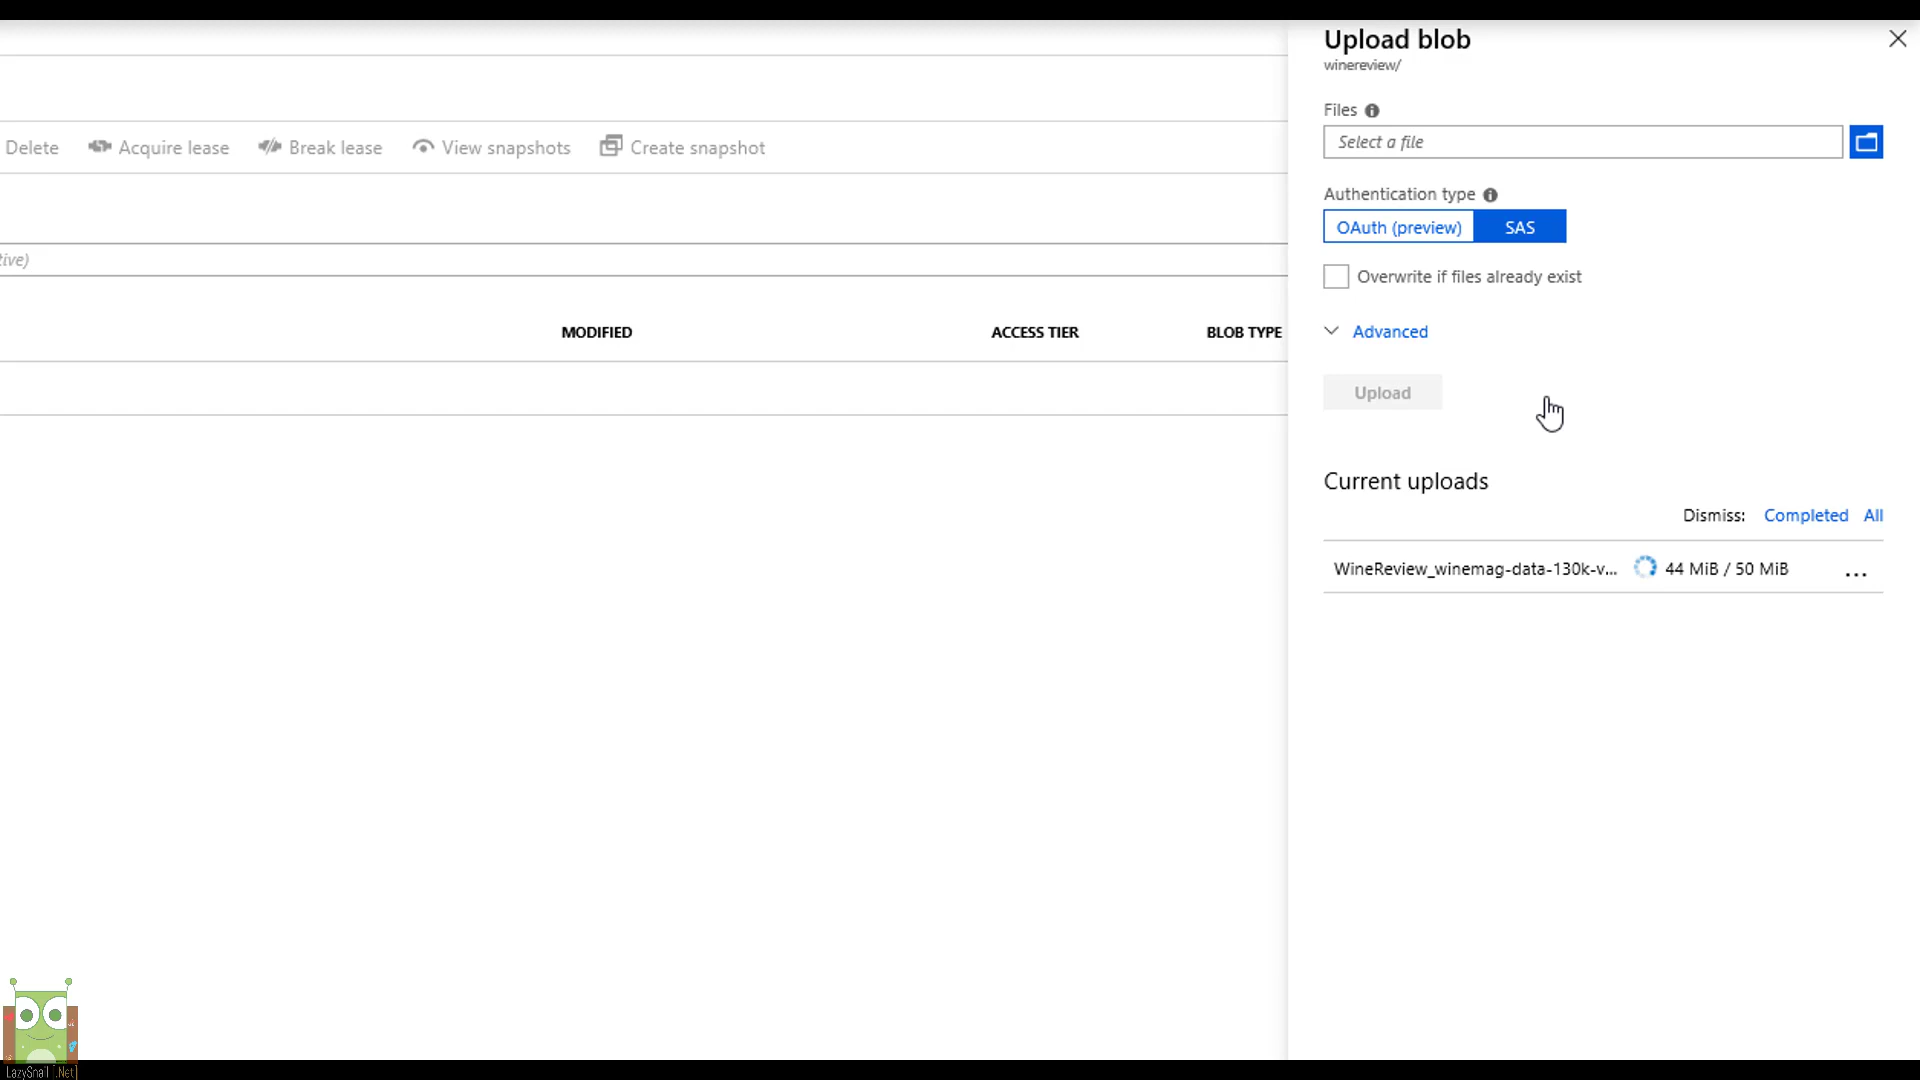 Upload blob
winereview/
Files
Select a file
Authentication type
OAuth (preview) SAS
Overwrite if files already exist
Advanced
Upload
Current uploads
Dismiss: Completed All
WineReview_winemag-data-130k-v... 44 MiB / 50 MiB ...
Delete Acquire lease Break lease View snapshots Create snapshot
tive)
MODIFIED ACCESS TIER BLOB TYPE
LazySnail [.Net]